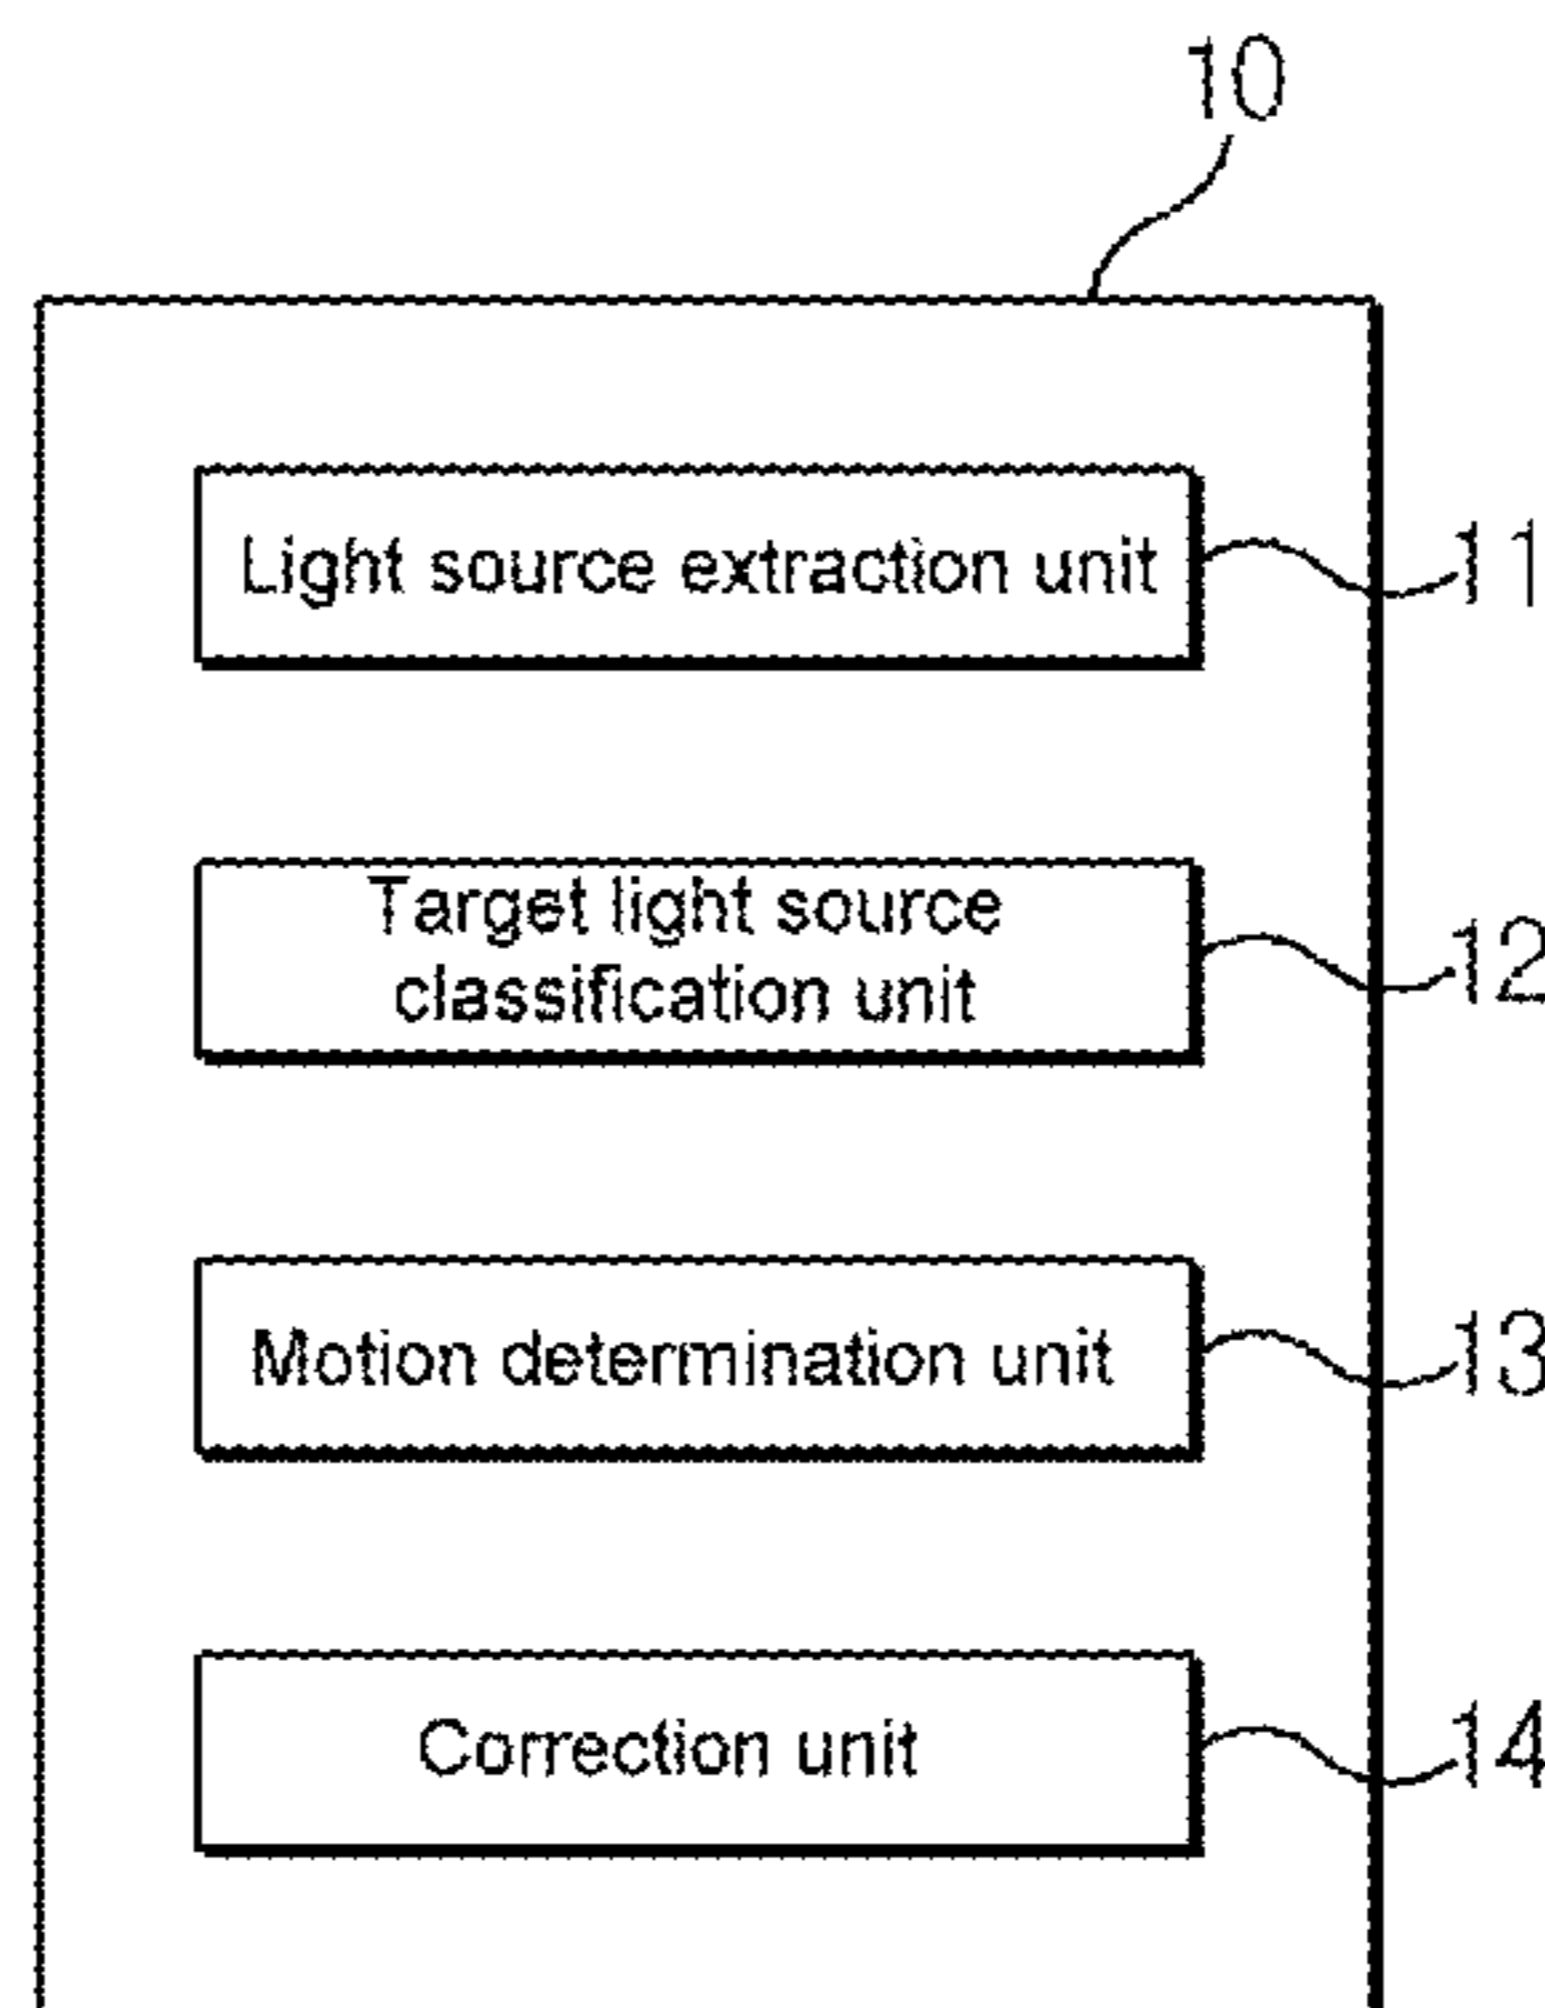 10
Light source extraction unit
11
Target light source
classification unit
12
Motion determination unit
13
Correction unit
14